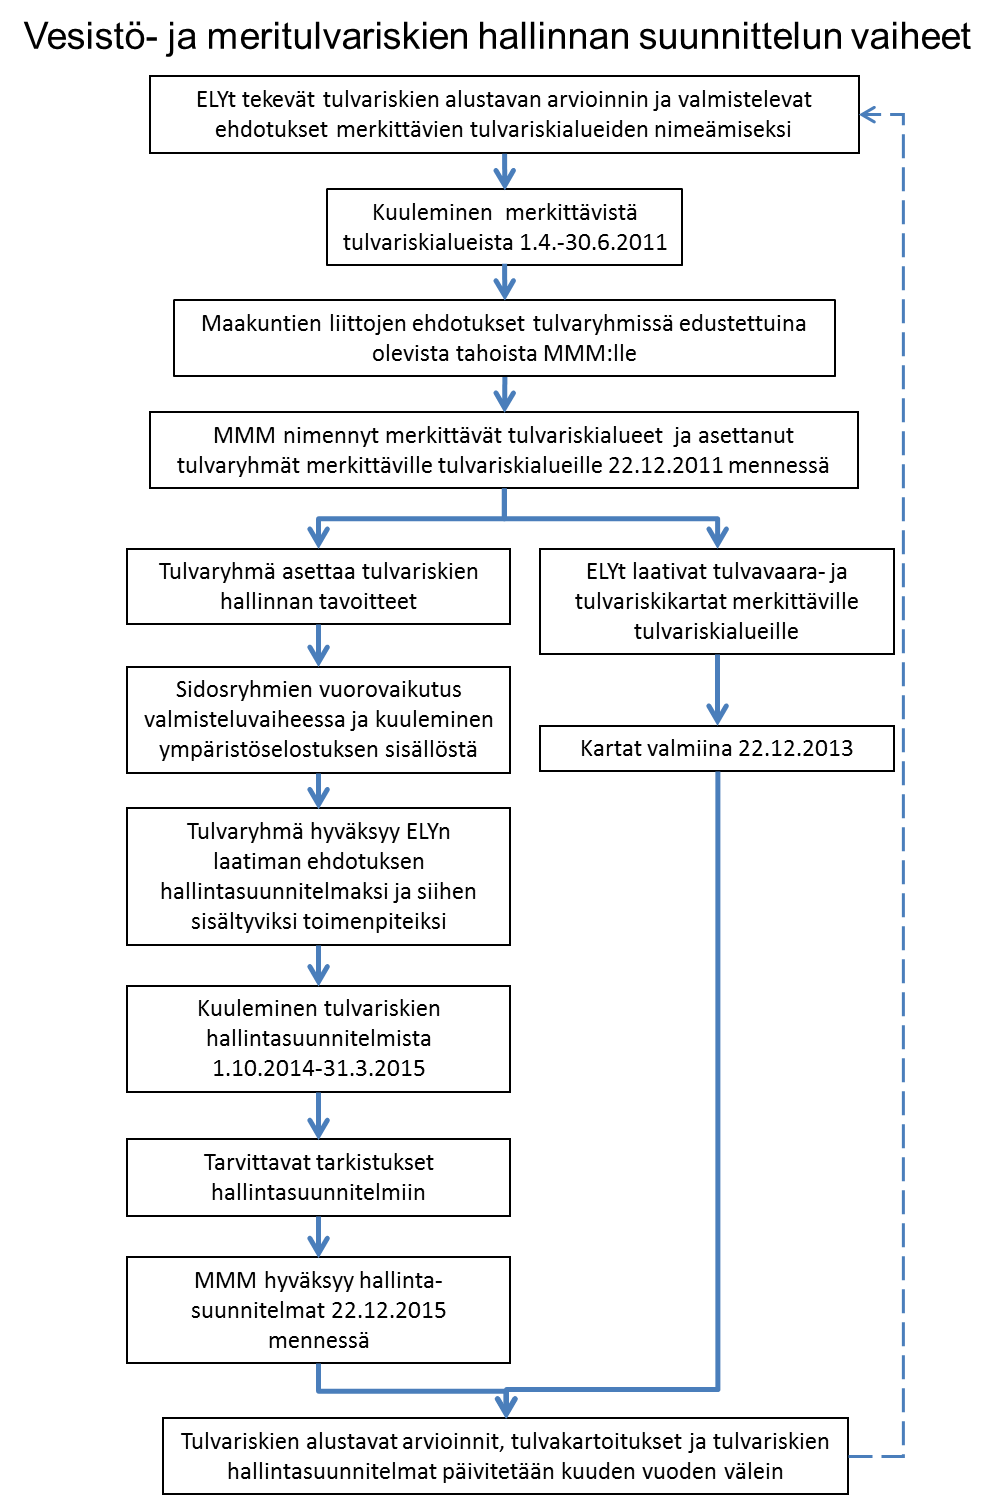 Vesistö- ja meritulvariskien hallinnan suunnittelun vaiheet
ELYt tekevät tulvariskien alustavan arvioinnin ja valmistelevat
ehdotukset merkittävien tulvariskialueiden nimeämiseksi
Kuuleminen merkittävistä
tulvariskialueista 1.4.-30.6.2011
Maakuntien liittojen ehdotukset tulvaryhmissä edustettuina
olevista tahoista MMM:lle
MMM nimennyt merkittävät tulvariskialueet ja asettanut
tulvaryhmät merkittäville tulvariskialueille 22.12.2011 mennessä
Tulvaryhmä asettaa tulvariskien
hallinnan tavoitteet
Sidosryhmien vuorovaikutus
valmisteluvaiheessa ja kuuleminen
ympäristöselostuksen sisällöstä
Tulvaryhmä hyväksyy ELYn
laatiman ehdotuksen
hallintasuunnitelmaksi ja siihen
sisältyviksi toimenpiteiksi
Kuuleminen tulvariskien
hallintasuunnitelmista
1.10.2014-31.3.2015
Tarvittavat tarkistukset
hallintasuunnitelmiin
MMM hyväksyy hallinta-
suunnitelmat 22.12.2015
mennessä
ELYt laativat tulvavaara- ja
tulvariskikartat merkittäville
tulvariskialueille
Kartat valmiina 22.12.2013
Tulvariskien alustavat arvioinnit, tulvakartoitukset ja tulvariskien
hallintasuunnitelmat päivitetään kuuden vuoden välein